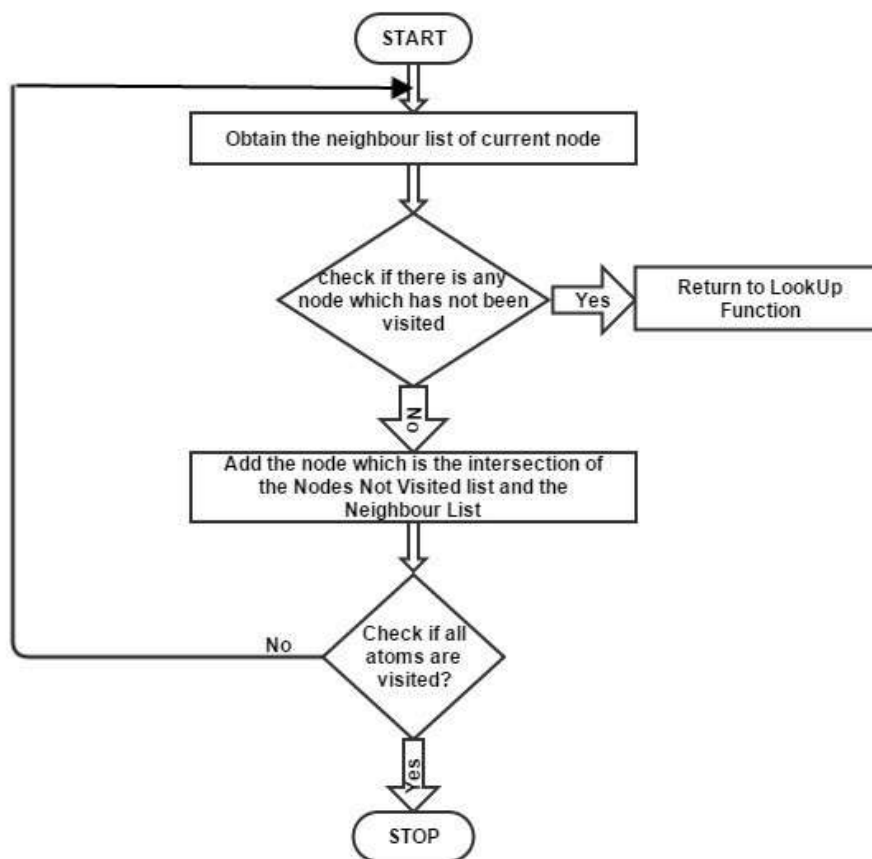 START
Obtain the neighbour list of current node
check if there is any
node which has not been
visited
Yes
Return to LookUp
Function
No
Add the node which is the intersection of
the Nodes Not Visited list and the
Neighbour List
No
Check if all
atoms are
visited?
Yes
STOP